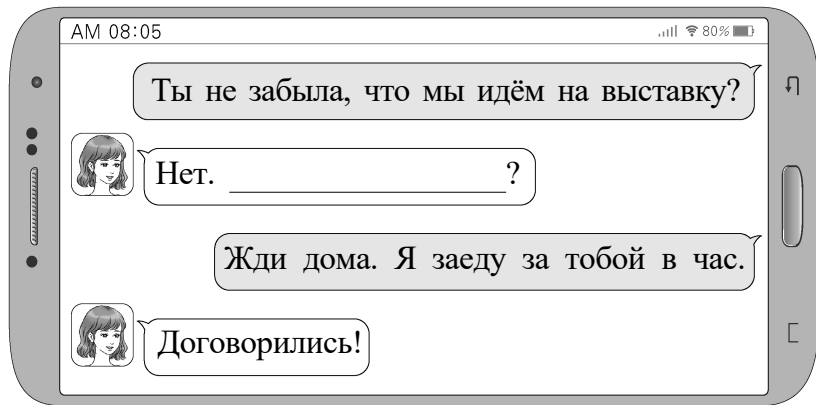 AM 08:05
80%
Ты не забыла, что мы идём на выставку?
Нет. ____________________?
Жди дома. Я заеду за тобой в час.
Договорились!